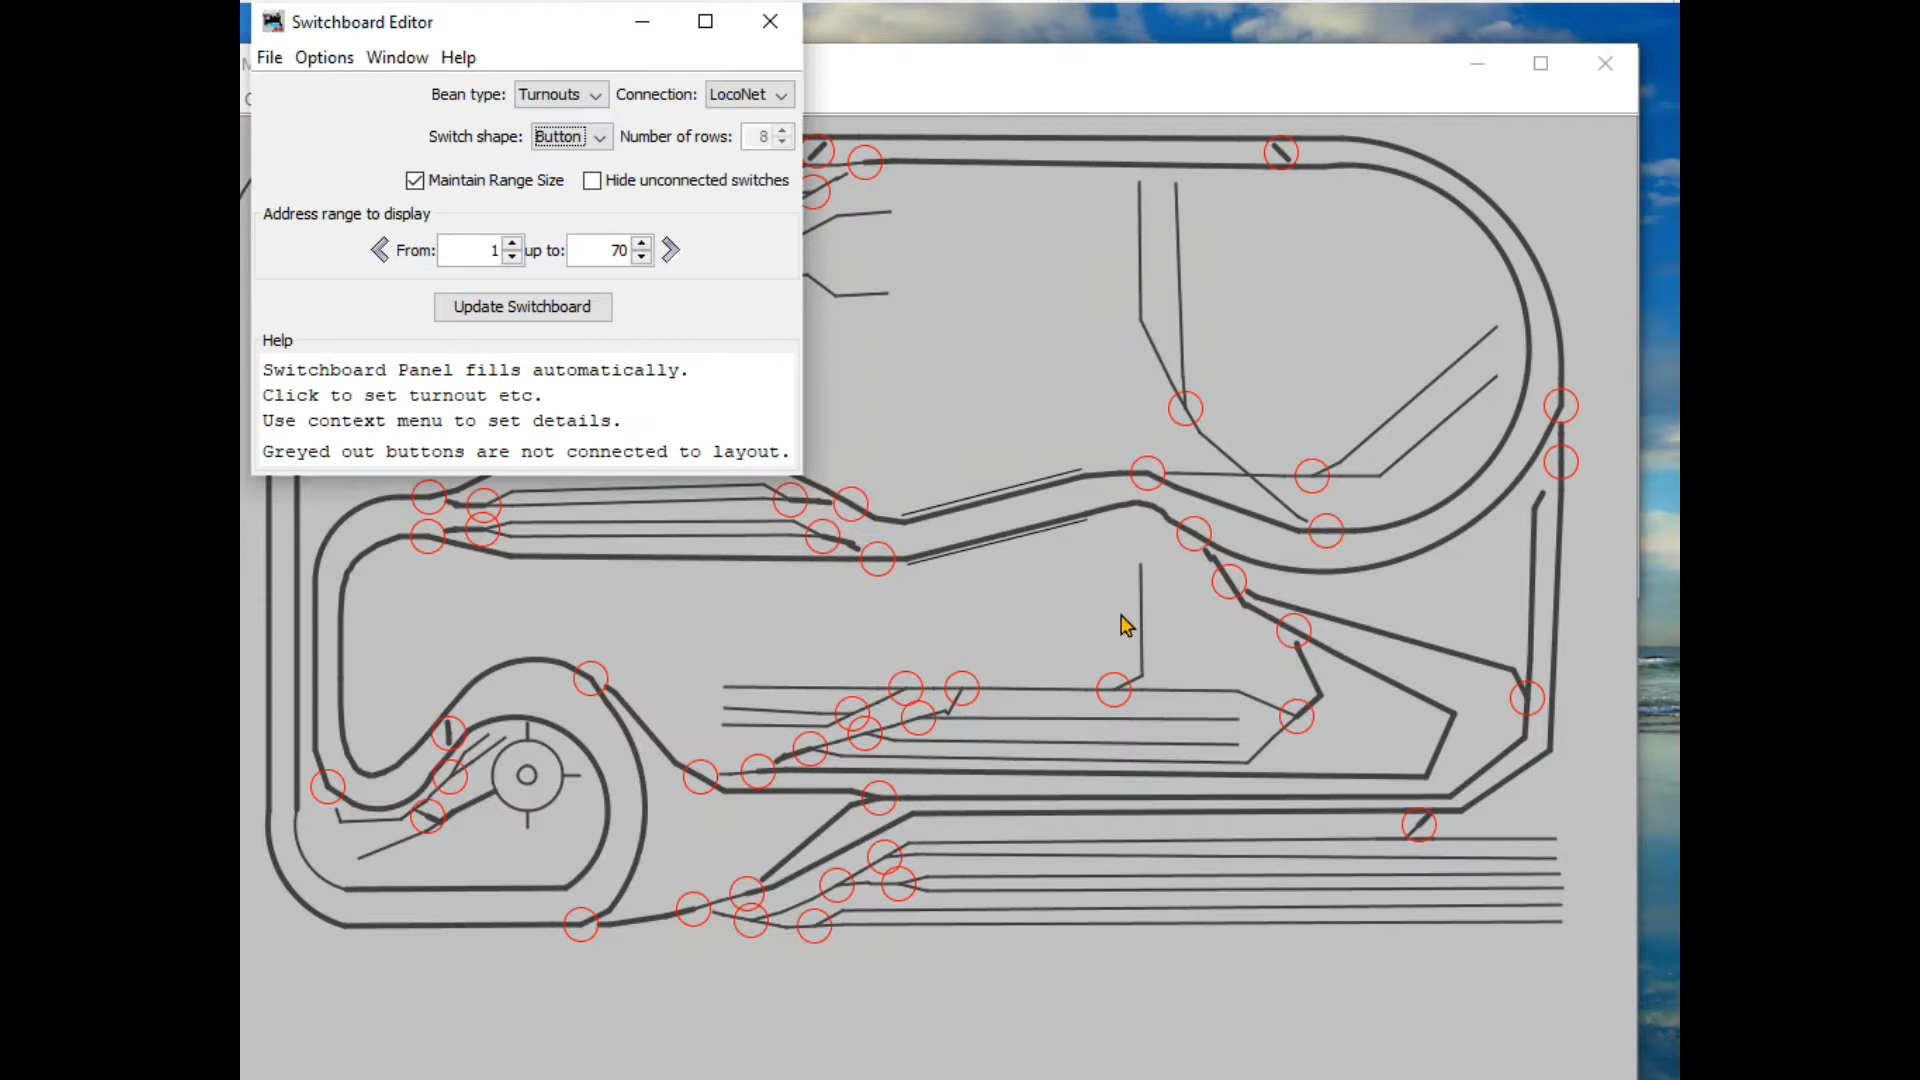 Switchboard Editor
File Options Window Help
Bean type: Turnouts Connection: LocoNet
Switch shape: Button Number of rows: 8
Maintain Range Size Hide unconnected switches
Address range to display
From: 1 up to: 70
Update Switchboard
Help
Switchboard Panel fills automatically.
Click to set turnout etc.
Use context menu to set details.
Greyed out buttons are not connected to layout.